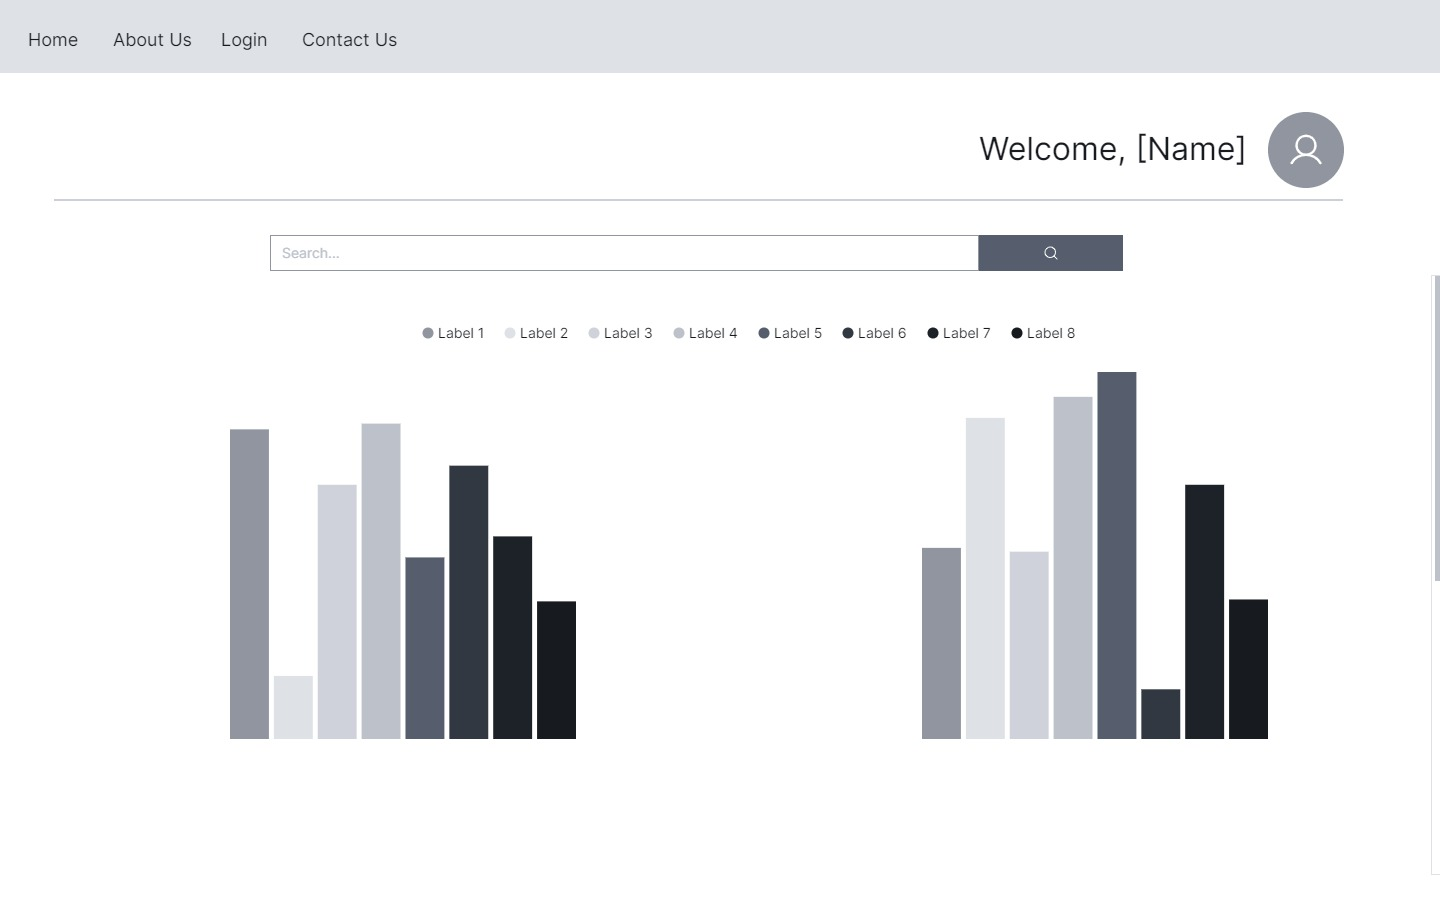 Home About Us Login Contact Us
Welcome, [Name]
Search...
Label 1 Label 2 Label 3 Label 4 Label 5 Label 6 Label 7 Label 8